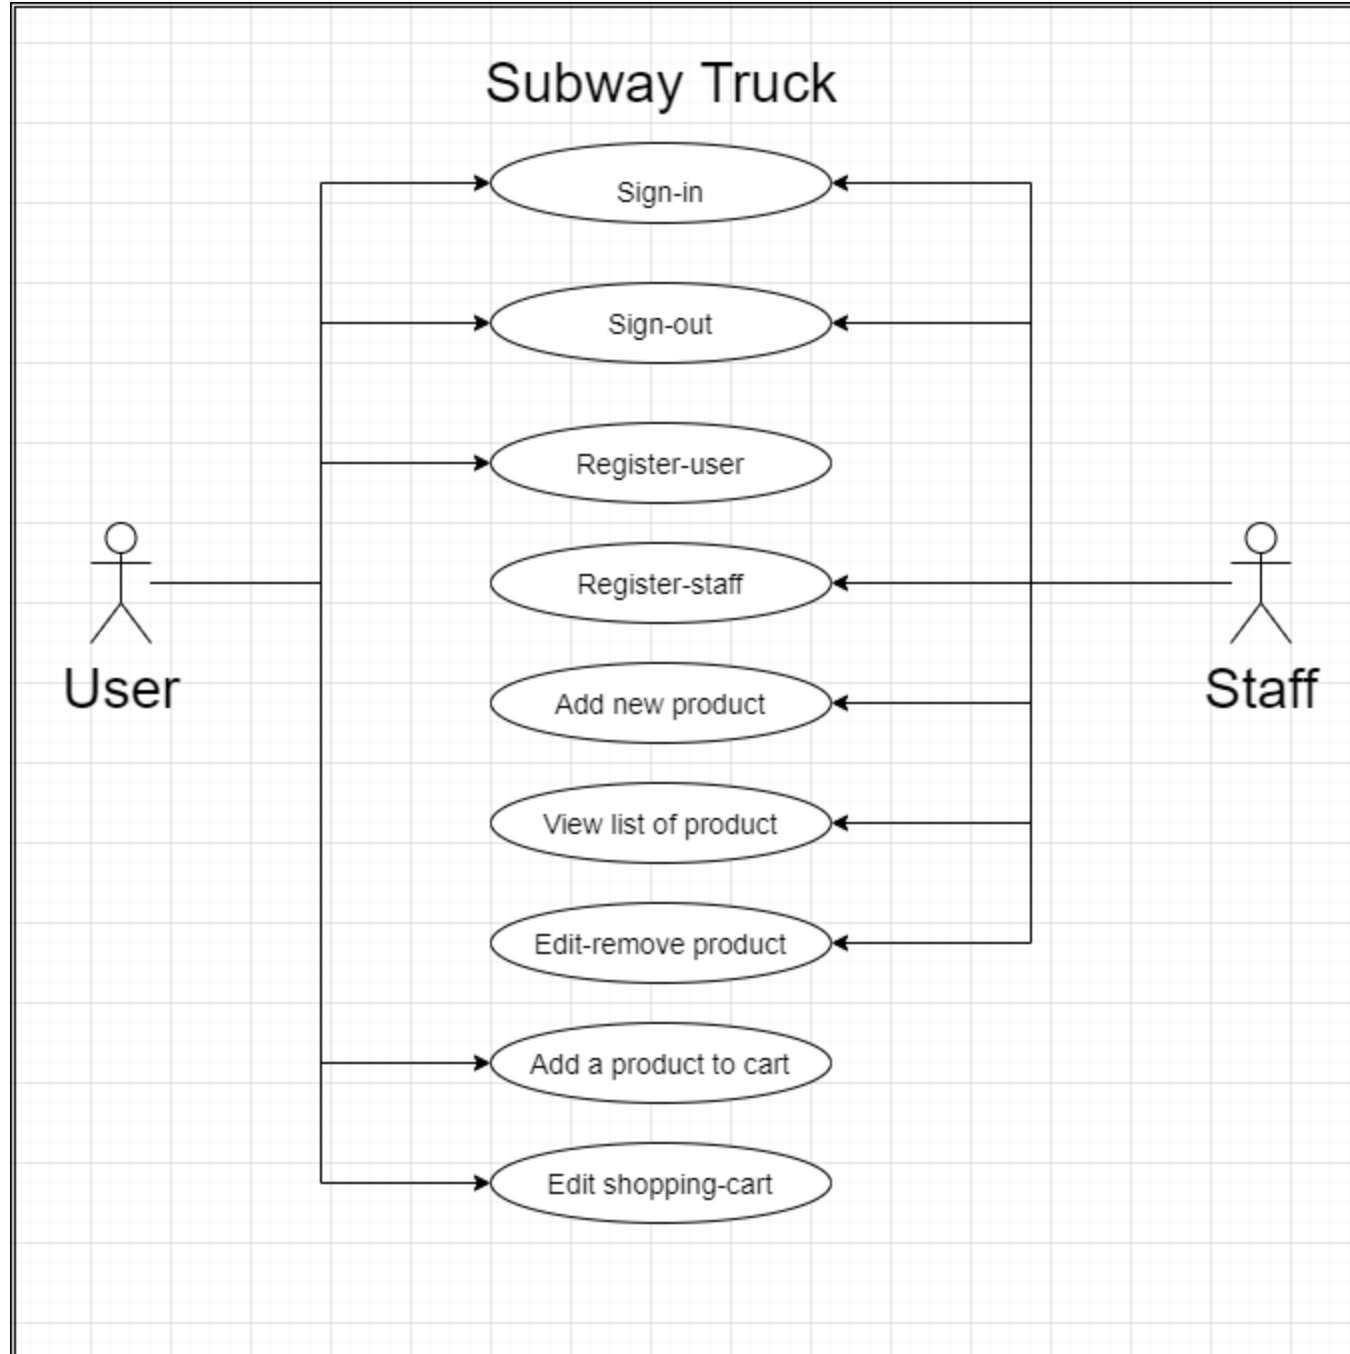 Subway Truck
Sign-in
Sign-out
Register-user
Register-staff
User
Staff
Add new product
View list of product
Edit-remove product
Add a product to cart
Edit shopping-cart